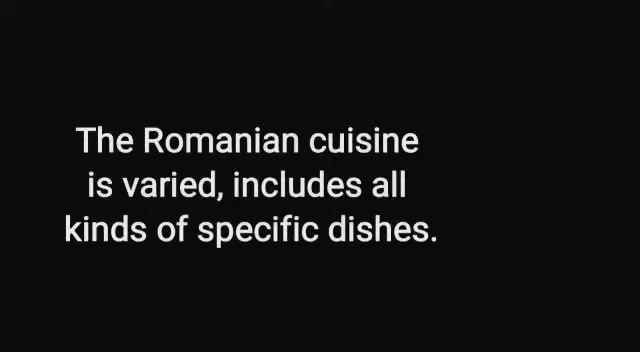 The Romanian cuisine
is varied, includes all
kinds of specific dishes.